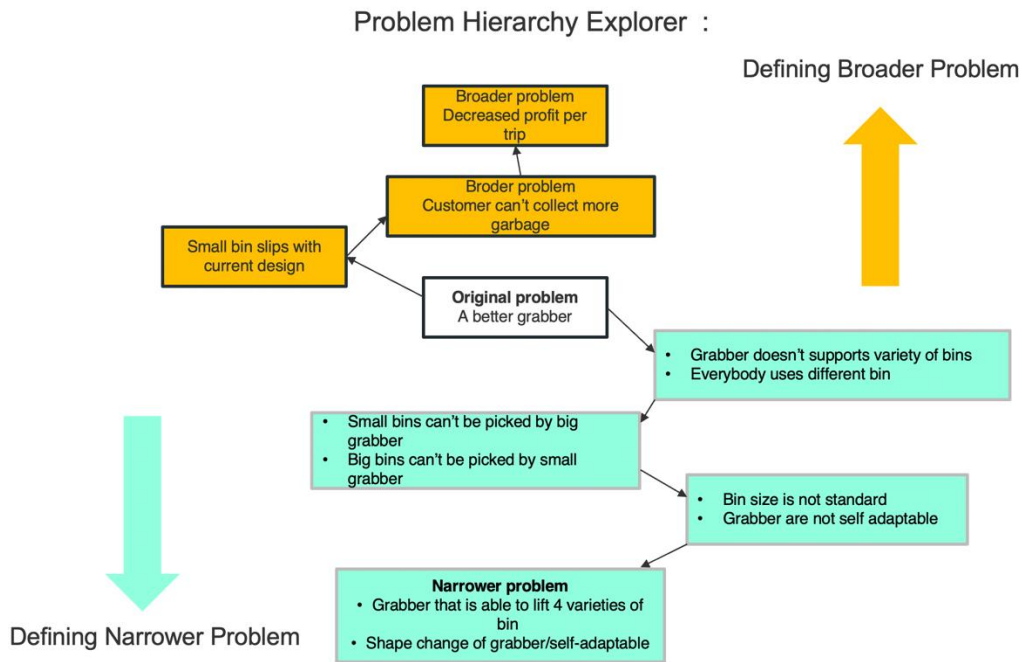 Problem Hierarchy Explorer :
Defining Broader Problem
Broader problem
Decreased profit per
trip
Broder problem
Customer can't collect more
garbage
Small bin slips with
current design
Original problem
A better grabber
• Grabber doesn't supports variety of bins
• Everybody uses different bin
• Small bins can't be picked by big
grabber
• Big bins can't be picked by small
grabber
• Bin size is not standard
• Grabber are not self adaptable
Narrower problem
• Grabber that is able to lift 4 varieties of
bin
• Shape change of grabber/self-adaptable
Defining Narrower Problem